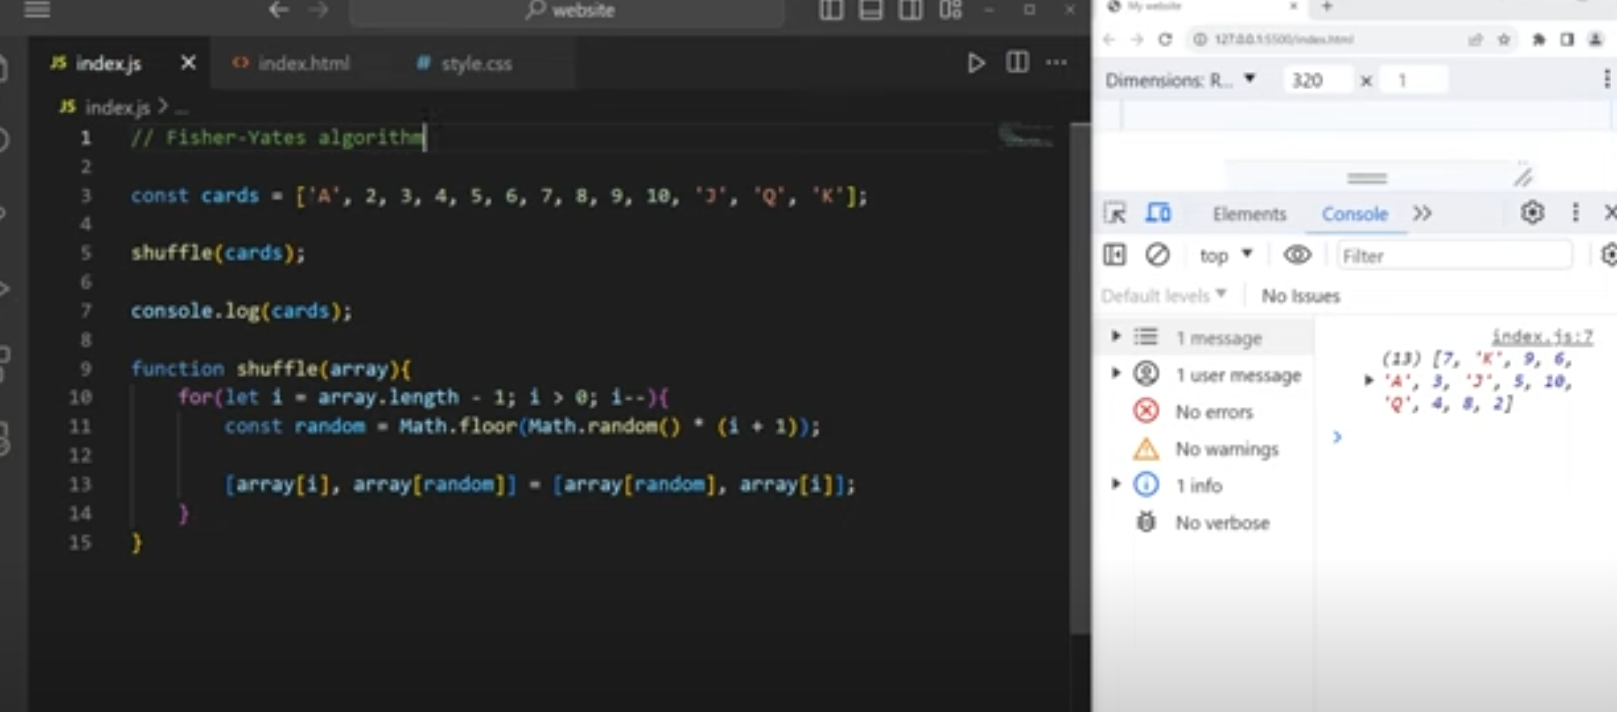 website
JS index.js × <> index.html # style.css
JS index.js > ...
1 // Fisher-Yates algorithm
2
3 const cards = ['A', 2, 3, 4, 5, 6, 7, 8, 9, 10, 'J', 'Q', 'K'];
4
5 shuffle(cards);
6
7 console.log(cards);
8
9 function shuffle(array){
10 for(let i = array.length - 1; i > 0; i--){
11 const random = Math.floor(Math.random() * (i + 1));
12
13 [array[i], array[random]] = [array[random], array[i]];
14 }
15 }
My website
127.0.0.1:5500/index.html
Dimensions: R... 320 × 1
Elements Console >>
top Filter
Default levels No Issues
1 message
1 user message
No errors
No warnings
1 info
No verbose
index.js:7
(13) [7, 'K', 9, 6,
'A', 3, 'J', 5, 10,
'Q', 4, 8, 2]
>